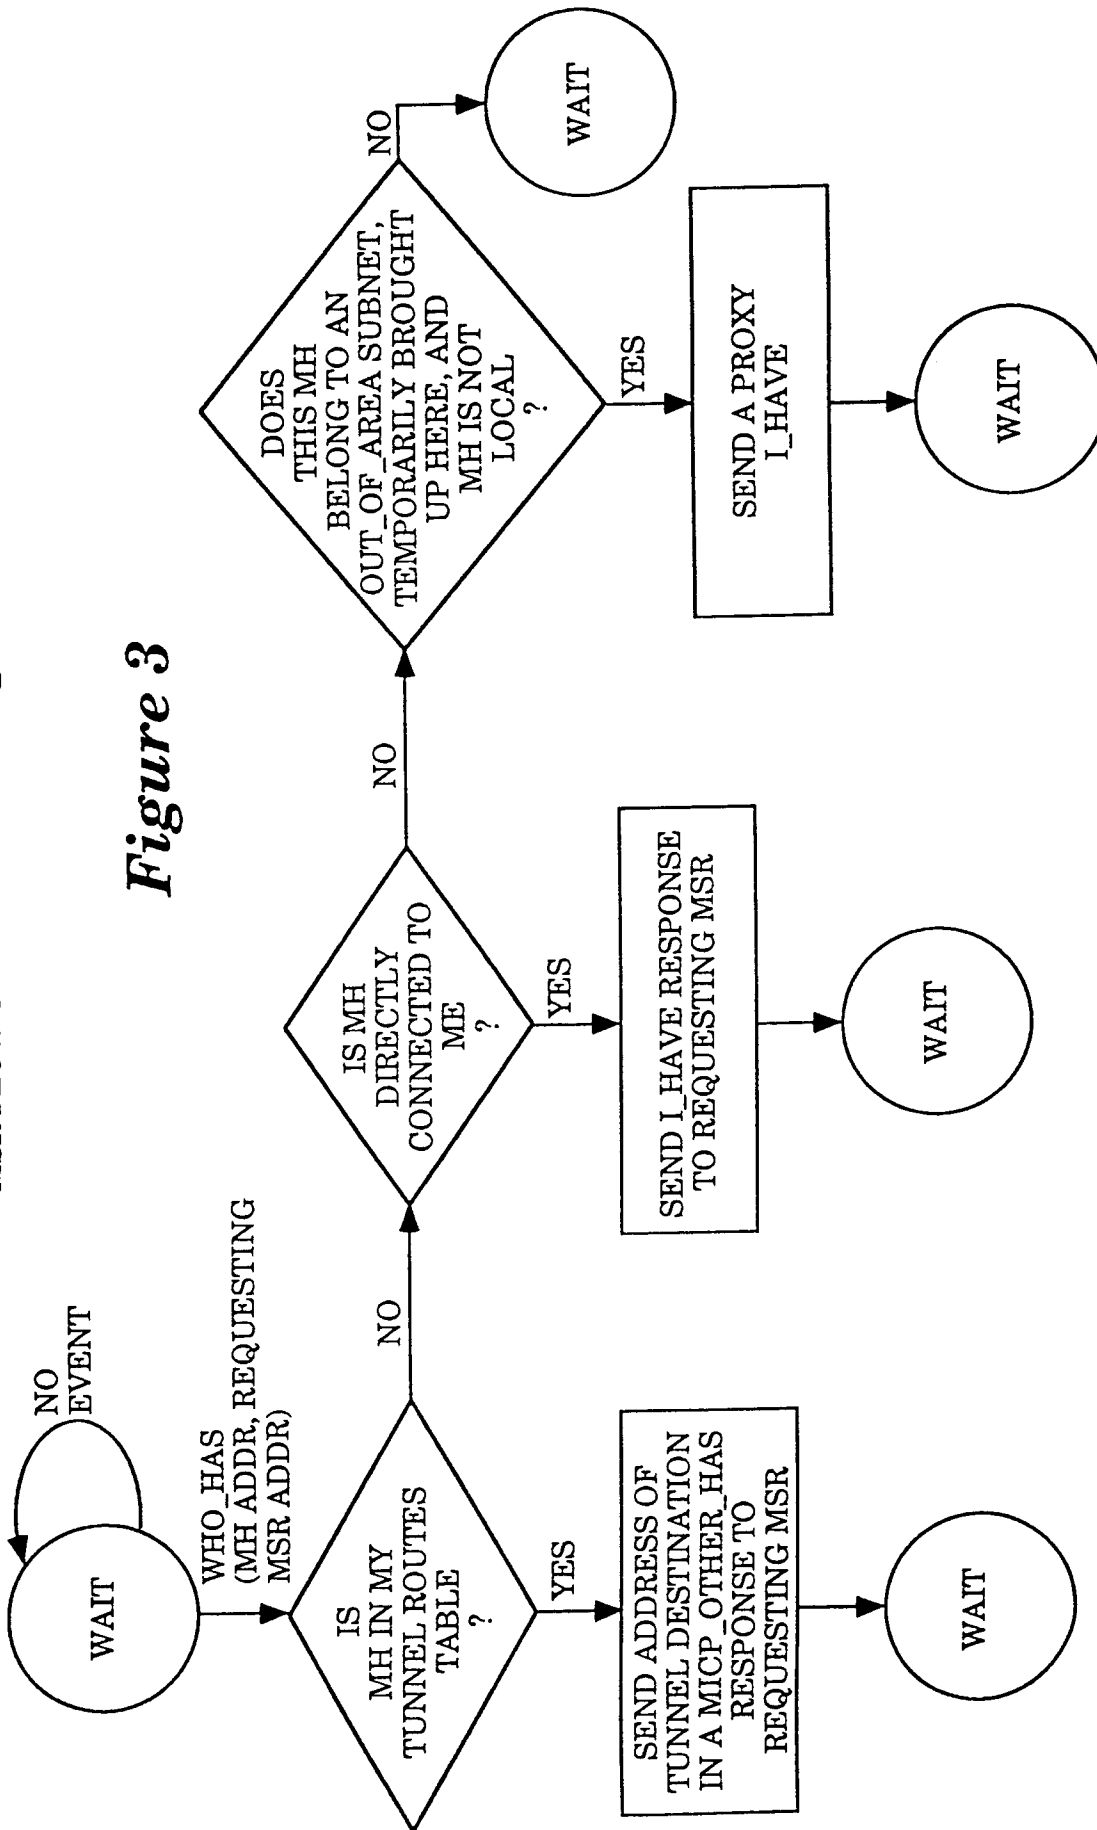 Figure 3
WAIT
NO
EVENT
WHO_HAS
(MH ADDR, REQUESTING
MSR ADDR)
IS
MH IN MY
TUNNEL ROUTES
TABLE
?
NO
YES
SEND ADDRESS OF
TUNNEL DESTINATION
IN A MICP_OTHER_HAS
RESPONSE TO
REQUESTING MSR
WAIT
IS MH
DIRECTLY
CONNECTED TO
ME
?
NO
YES
SEND I_HAVE RESPONSE
TO REQUESTING MSR
WAIT
DOES
THIS MH
BELONG TO AN
OUT_OF_AREA SUBNET,
TEMPORARILY BROUGHT
UP HERE, AND
MH IS NOT
LOCAL
?
NO
WAIT
YES
SEND A PROXY
I_HAVE
WAIT